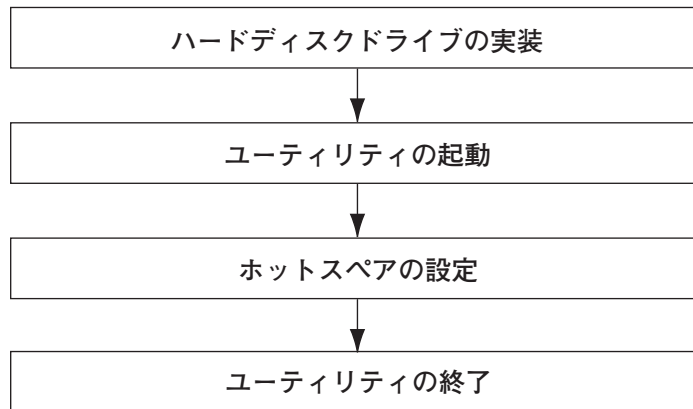 ハードディスクドライブの実装
ユーティリティの起動
ホットスペアの設定
ユーティリティの終了